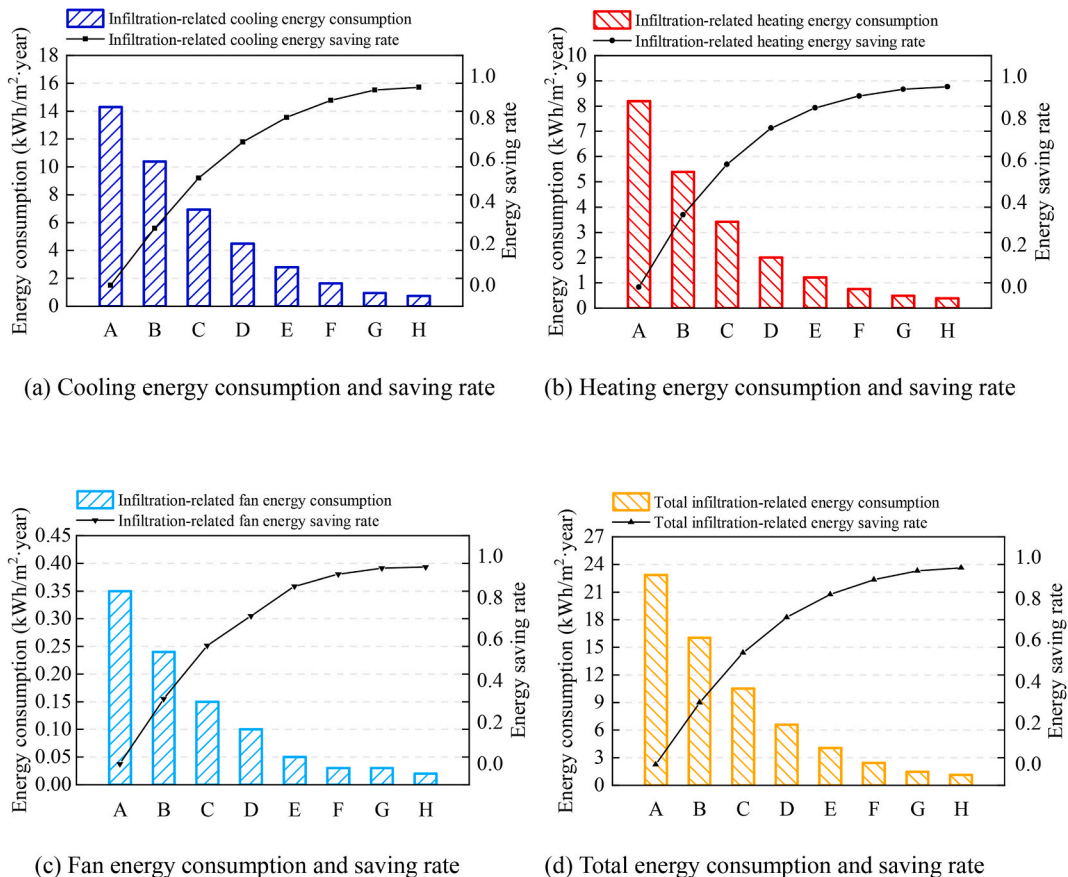 Infiltration-related cooling energy consumption
Infiltration-related cooling energy saving rate
Energy consumption (kWh/m²·year)
18
16
14
12
10
8
6
4
2
0
1.0
0.8
0.6
0.4
0.2
0.0
Energy saving rate
A B C D E F G H
(a) Cooling energy consumption and saving rate
Infiltration-related heating energy consumption
Infiltration-related heating energy saving rate
Energy consumption (kWh/m²·year)
10
9
8
7
6
5
4
3
2
1
0
1.0
0.8
0.6
0.4
0.2
0.0
Energy saving rate
A B C D E F G H
(b) Heating energy consumption and saving rate
Infiltration-related fan energy consumption
Infiltration-related fan energy saving rate
Energy consumption (kWh/m²·year)
0.45
0.40
0.35
0.30
0.25
0.20
0.15
0.10
0.05
0.00
1.0
0.8
0.6
0.4
0.2
0.0
Energy saving rate
A B C D E F G H
(c) Fan energy consumption and saving rate
Total infiltration-related energy consumption
Total infiltration-related energy saving rate
Energy consumption (kWh/m²·year)
27
24
21
18
15
12
9
6
3
0
1.0
0.8
0.6
0.4
0.2
0.0
Energy saving rate
A B C D E F G H
(d) Total energy consumption and saving rate